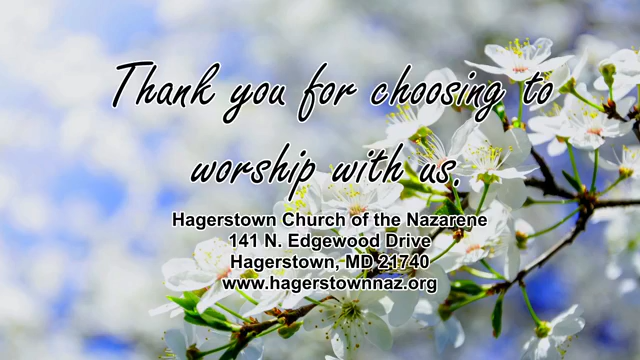 Thank you for choosing to
worship with us.
Hagerstown Church of the Nazarene
141 N. Edgewood Drive
Hagerstown, MD 21740
www.hagerstownnaz.org